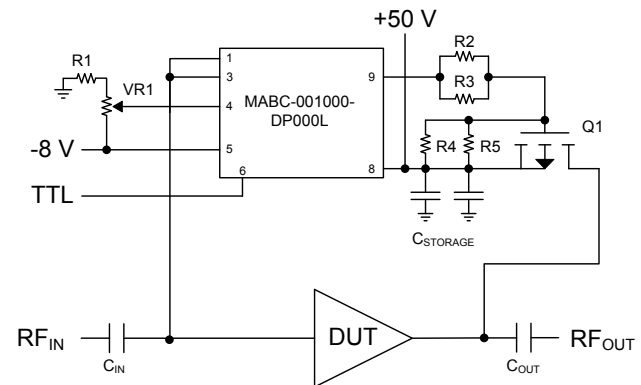 +50 V
R1
VR1
-8 V
TTL
1
3
4
5
6
MABC-001000-
DP000L
9
8
R2
R3
R4
R5
Q1
CSTORAGE
RFIN
CIN
DUT
COUT
RFOUT